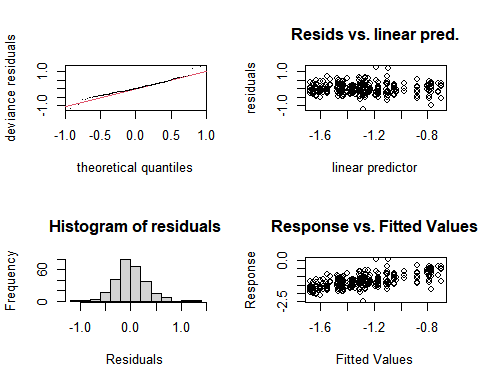 deviance residuals
1.0
-1.0
-1.0 -0.5 0.0 0.5 1.0
theoretical quantiles
Resids vs. linear pred.
residuals
1.0
-1.0
-1.6 -1.2 -0.8
linear predictor
Histogram of residuals
Frequency
60
0
-1.0 0.0 1.0
Residuals
Response vs. Fitted Values
Response
0.0
-2.5
-1.6 -1.2 -0.8
Fitted Values